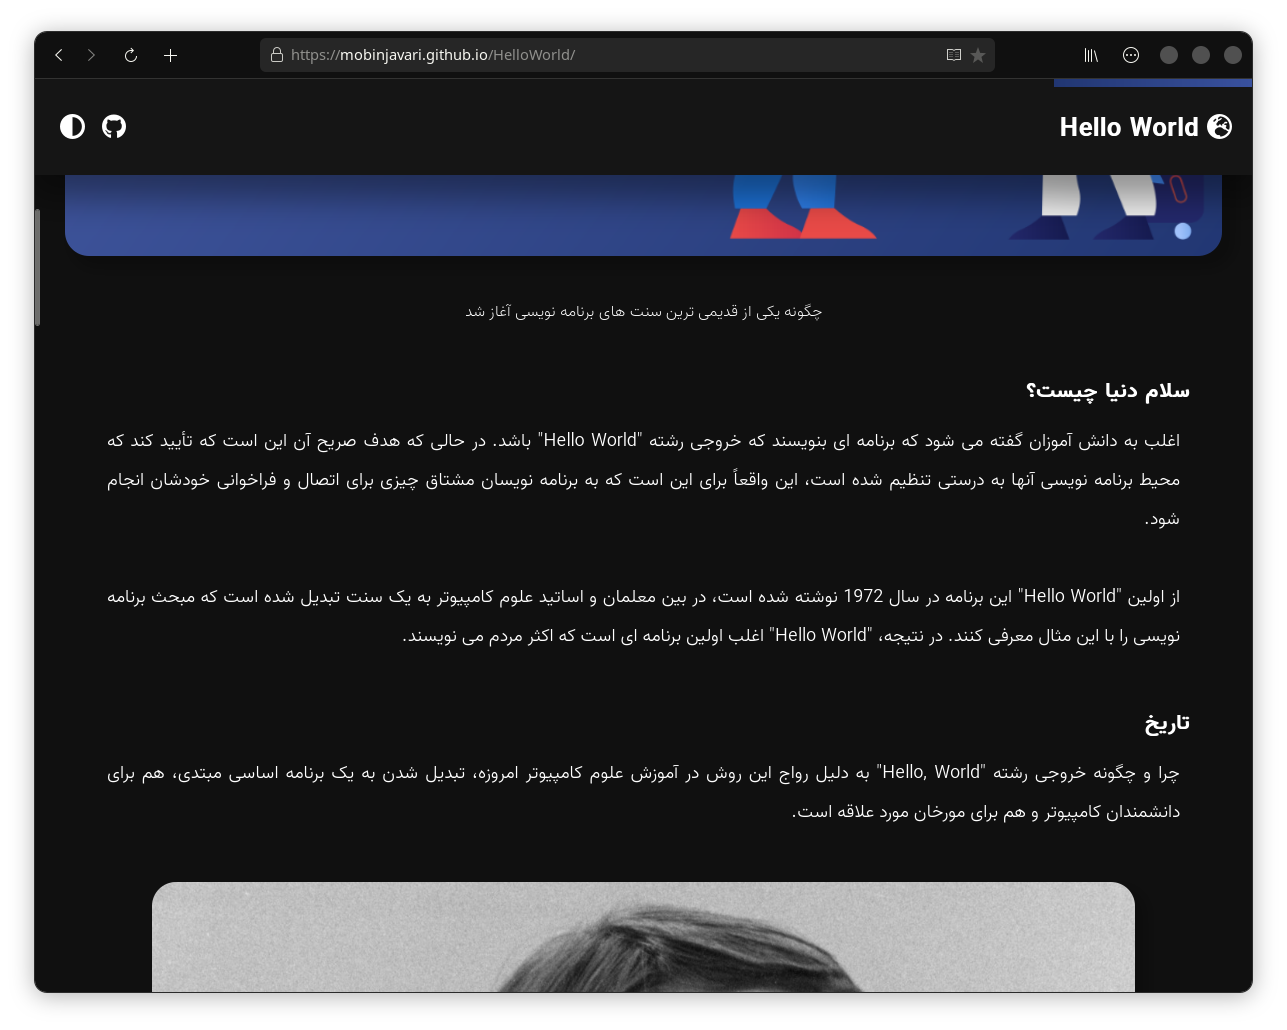 https://mobinjavari.github.io/HelloWorld/
Hello World
چگونه یکی از قدیمی ترین سنت های برنامه نویسی آغاز شد
سلام دنیا چیست؟
اغلب به دانش آموزان گفته می شود که برنامه ای بنویسند که خروجی رشته "Hello World" باشد. در حالی که هدف صریح آن این است که تأیید کند که
محیط برنامه نویسی آنها به درستی تنظیم شده است، این واقعاً برای این است که به برنامه نویسان مشتاق چیزی برای اتصال و فراخوانی خودشان انجام
شود.
از اولین "Hello World" این برنامه در سال 1972 نوشته شده است، در بین معلمان و اساتید علوم کامپیوتر به یک سنت تبدیل شده است که مبحث برنامه
نویسی را با این مثال معرفی کنند. در نتیجه، "Hello World" اغلب اولین برنامه ای است که اکثر مردم می نویسند.
تاریخ
چرا و چگونه خروجی رشته "Hello, World" به دلیل رواج این روش در آموزش علوم کامپیوتر امروزه، تبدیل شدن به یک برنامه اساسی مبتدی، هم برای
دانشمندان کامپیوتر و هم برای مورخان مورد علاقه است.